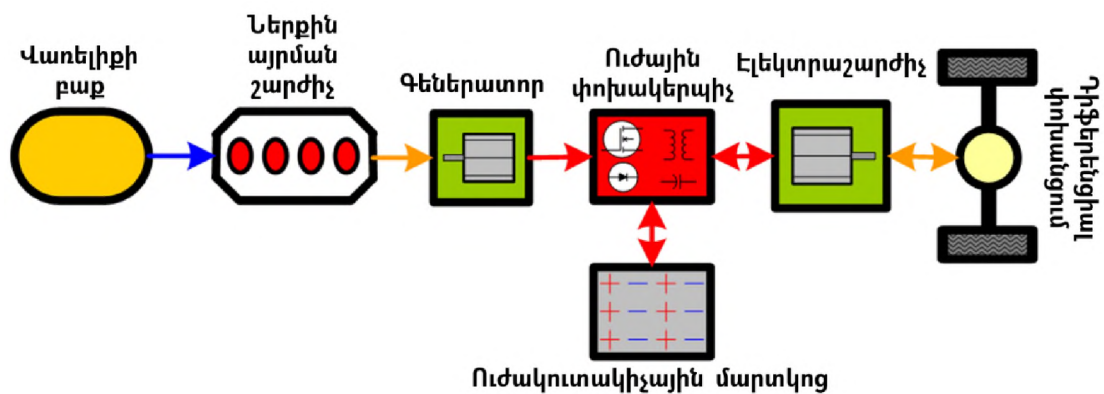 Վառելիքի
բաք
Ներքին
այրման
շարժիչ
Գեներատոր
Ուժային
փոխակերպիչ
Էլեկտրաշարժիչ
Դիֆերենցիալ
փոխանցում
Ուժակուտակիչային մարտկոց